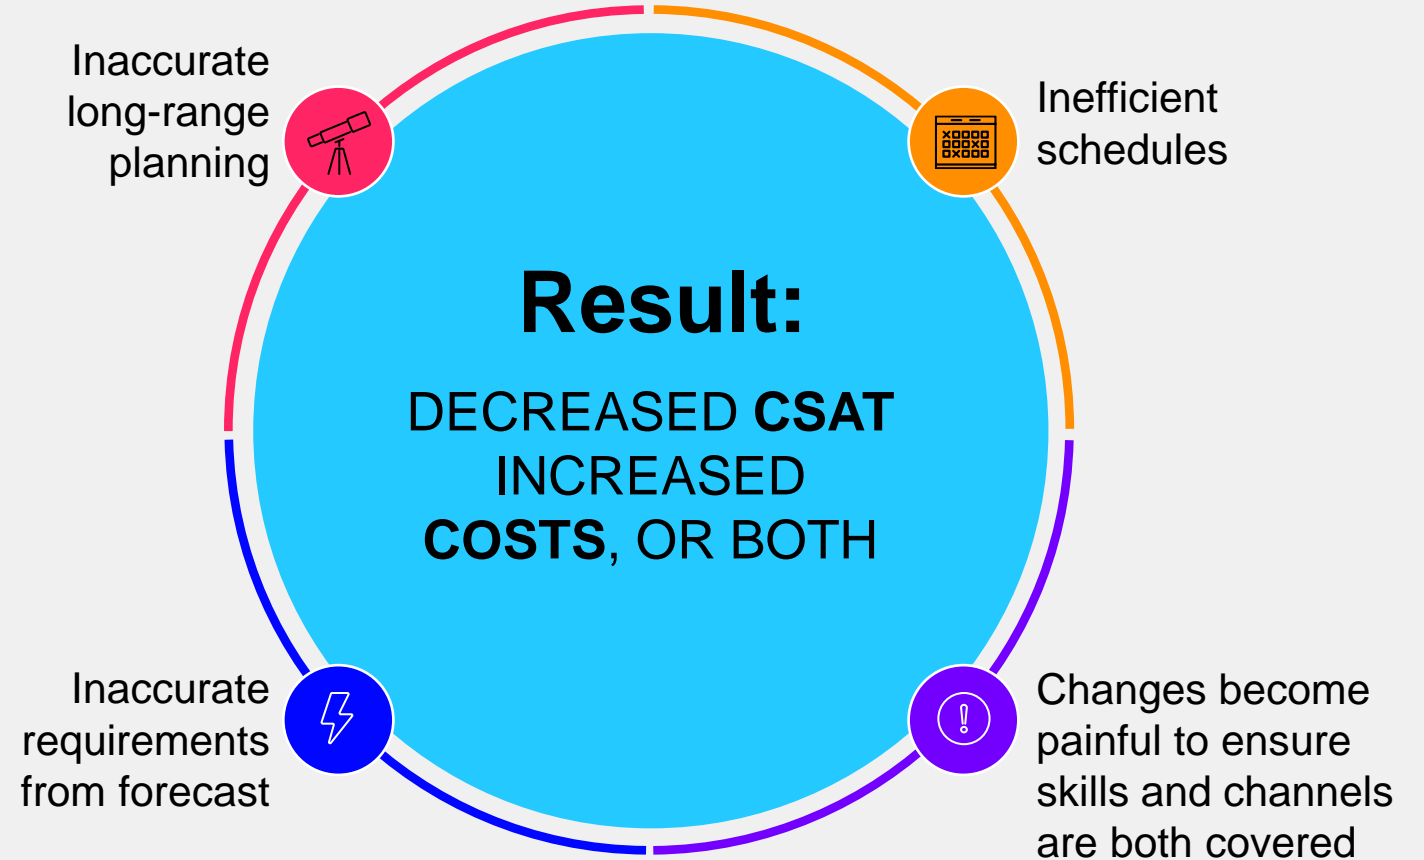 Inaccurate
long-range
planning
Inefficient
schedules
Result:
DECREASED CSAT
INCREASED
COSTS, OR BOTH
Inaccurate
requirements
from forecast
Changes become
painful to ensure
skills and channels
are both covered